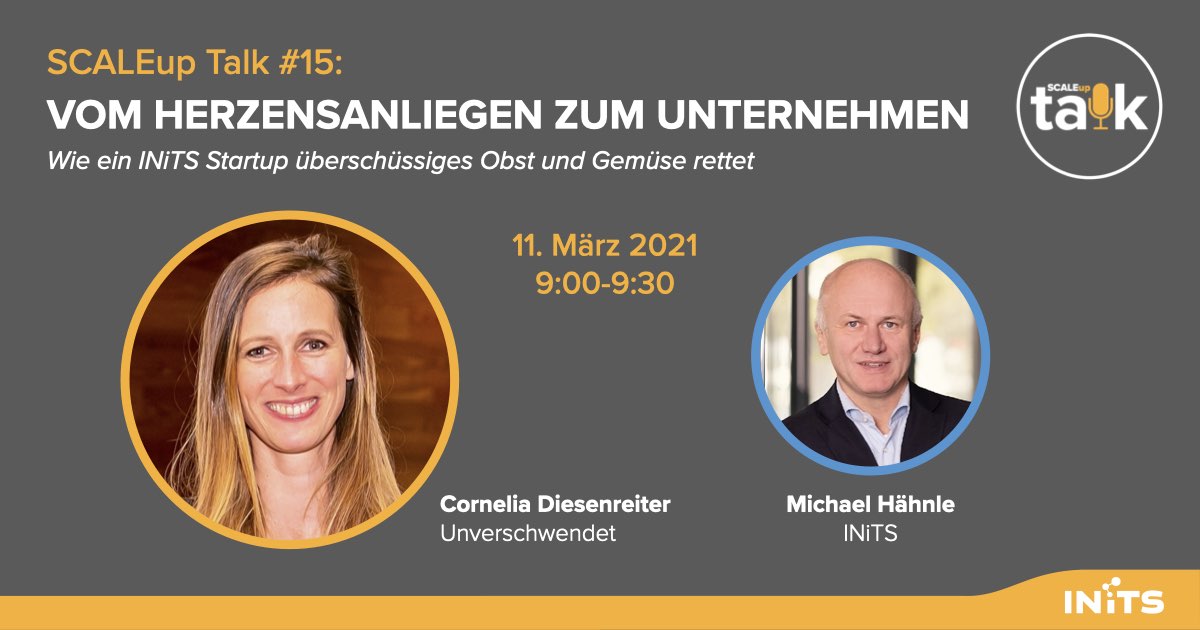 SCALEup Talk #15:
VOM HERZENSANLIEGEN ZUM UNTERNEHMEN
Wie ein INiTS Startup überschüssiges Obst und Gemüse rettet
SCALEup
talk
11. März 2021
9:00-9:30
Cornelia Diesenreiter
Unverschwendet
Michael Hähnle
INiTS
INiTS